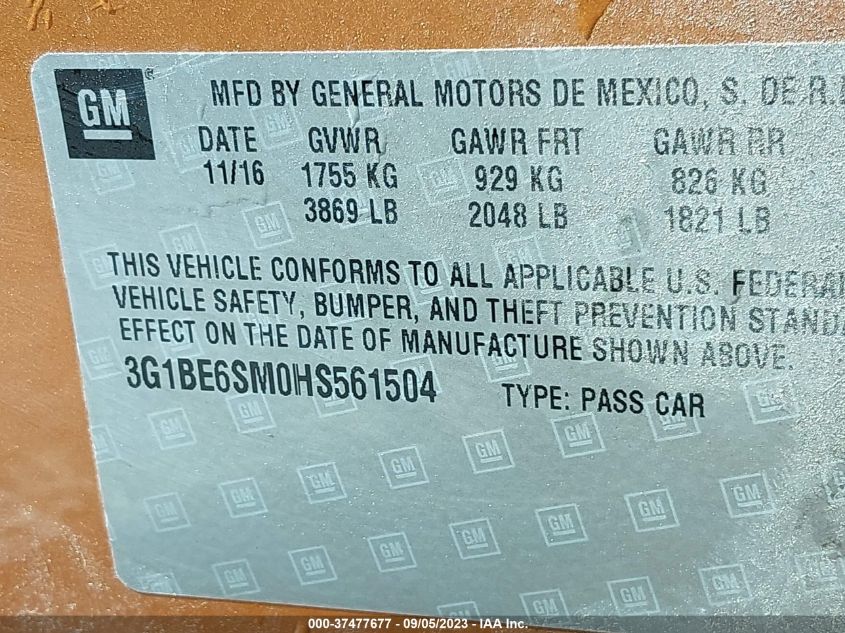 GM
MFD BY GENERAL MOTORS DE MEXICO, S. DE R.
DATE GVWR GAWR FRT GAWR RR
11/16 1755 KG 929 KG 826 KG
3869 LB 2048 LB 1821 LB
THIS VEHICLE CONFORMS TO ALL APPLICABLE U.S. FEDERAL
VEHICLE SAFETY, BUMPER, AND THEFT PREVENTION STANDA
EFFECT ON THE DATE OF MANUFACTURE SHOWN ABOVE.
3G1BE6SM0HS561504 TYPE: PASS CAR
000-37477677 - 09/05/2023 - IAA Inc.